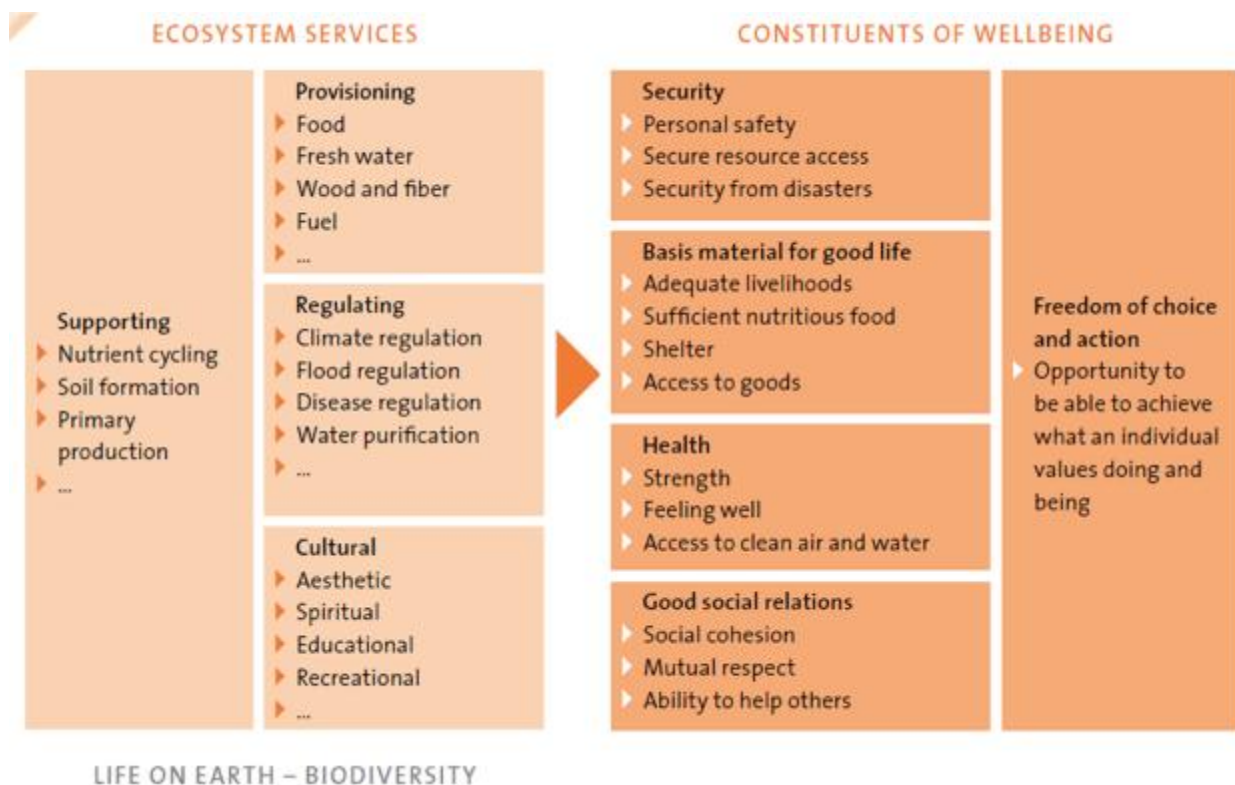 ECOSYSTEM SERVICES
Supporting
Nutrient cycling
Soil formation
Primary
production
...
Provisioning
Food
Fresh water
Wood and fiber
Fuel
...
Regulating
Climate regulation
Flood regulation
Disease regulation
Water purification
...
Cultural
Aesthetic
Spiritual
Educational
Recreational
...
CONSTITUENTS OF WELLBEING
Security
Personal safety
Secure resource access
Security from disasters
Basis material for good life
Adequate livelihoods
Sufficient nutritious food
Shelter
Access to goods
Health
Strength
Feeling well
Access to clean air and water
Good social relations
Social cohesion
Mutual respect
Ability to help others
Freedom of choice
and action
Opportunity to
be able to achieve
what an individual
values doing and
being
LIFE ON EARTH – BIODIVERSITY